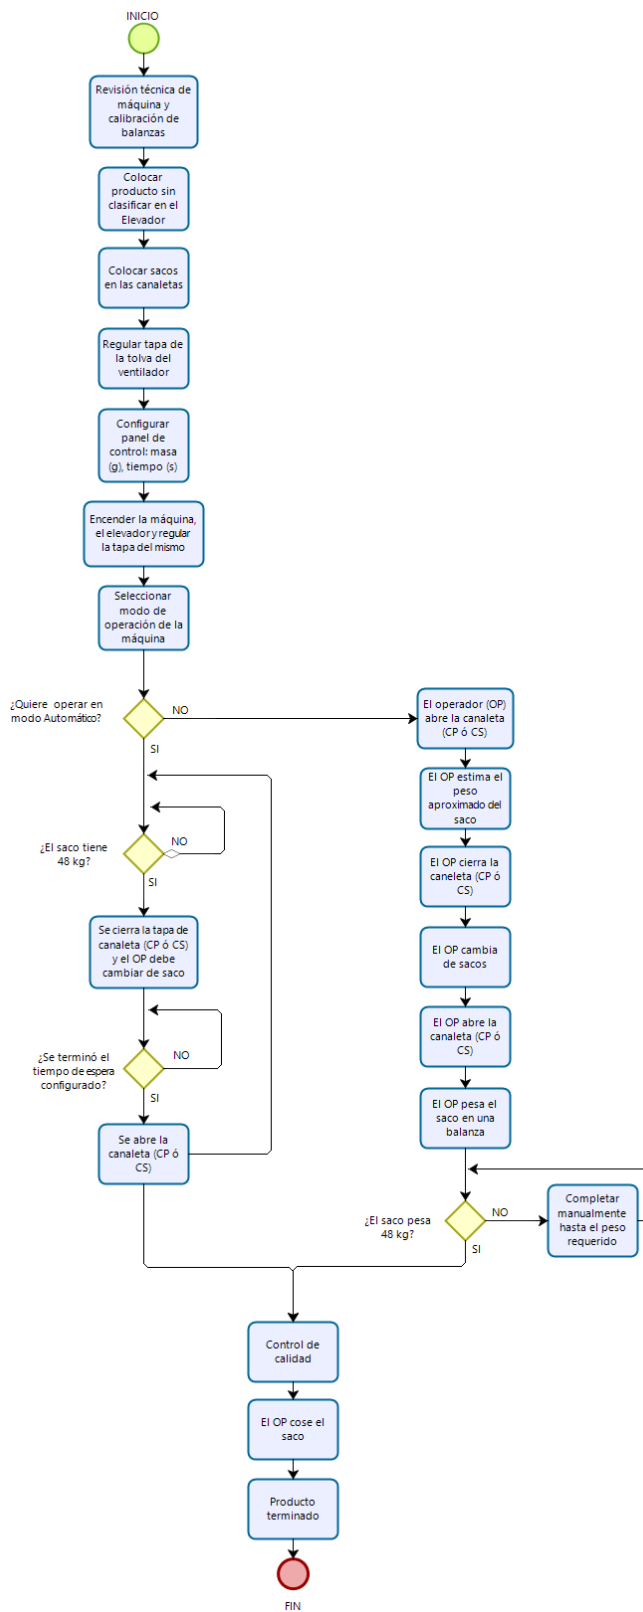 INICIO
Revisión técnica de
máquina y
calibración de
balanzas
Colocar
producto sin
clasificar en el
Elevador
Colocar sacos
en las canaletas
Regular tapa de
la tolva del
ventilador
Configurar
panel de
control: masa
(g), tiempo (s)
Encender la máquina,
el elevador y regular
la tapa del mismo
Seleccionar
modo de
operación de la
máquina
¿Quiere operar en
modo Automático?
NO
SI
¿El saco tiene
48 kg?
NO
SI
Se cierra la tapa de
canaleta (CP ó CS)
y el OP debe
cambiar de saco
¿Se terminó el
tiempo de espera
configurado?
NO
SI
Se abre la
canaleta (CP ó
CS)
El operador (OP)
abre la canaleta
(CP ó CS)
El OP estima el
peso
aproximado del
saco
El OP cierra la
caneleta (CP ó
CS)
El OP cambia
de sacos
El OP abre la
canaleta (CP ó
CS)
El OP pesa el
saco en una
balanza
¿El saco pesa
48 kg?
NO
SI
Completar
manualmente
hasta el peso
requerido
Control de
calidad
El OP cose el
saco
Producto
terminado
FIN